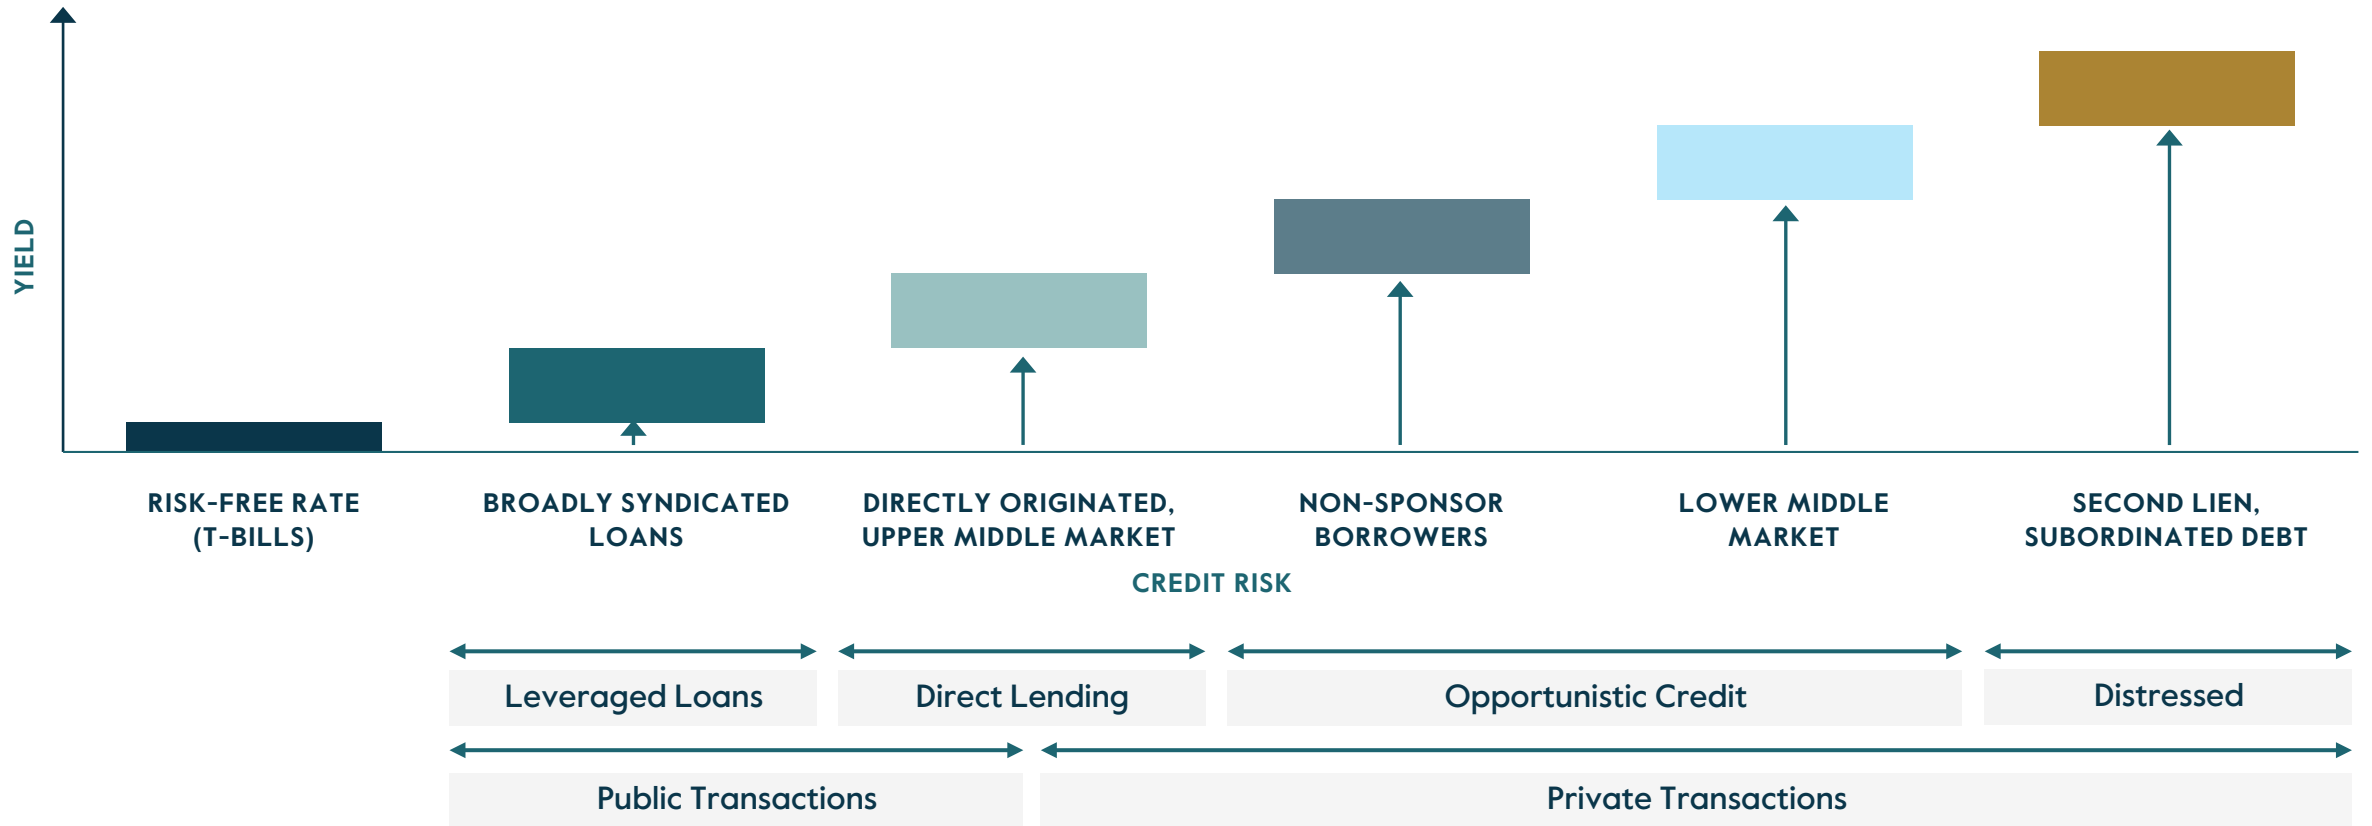 YIELD
RISK-FREE RATE
(T-BILLS)
BROADLY SYNDICATED
LOANS
DIRECTLY ORIGINATED,
UPPER MIDDLE MARKET
NON-SPONSOR
BORROWERS
LOWER MIDDLE
MARKET
SECOND LIEN,
SUBORDINATED DEBT
CREDIT RISK
Leveraged Loans
Direct Lending
Opportunistic Credit
Distressed
Public Transactions
Private Transactions